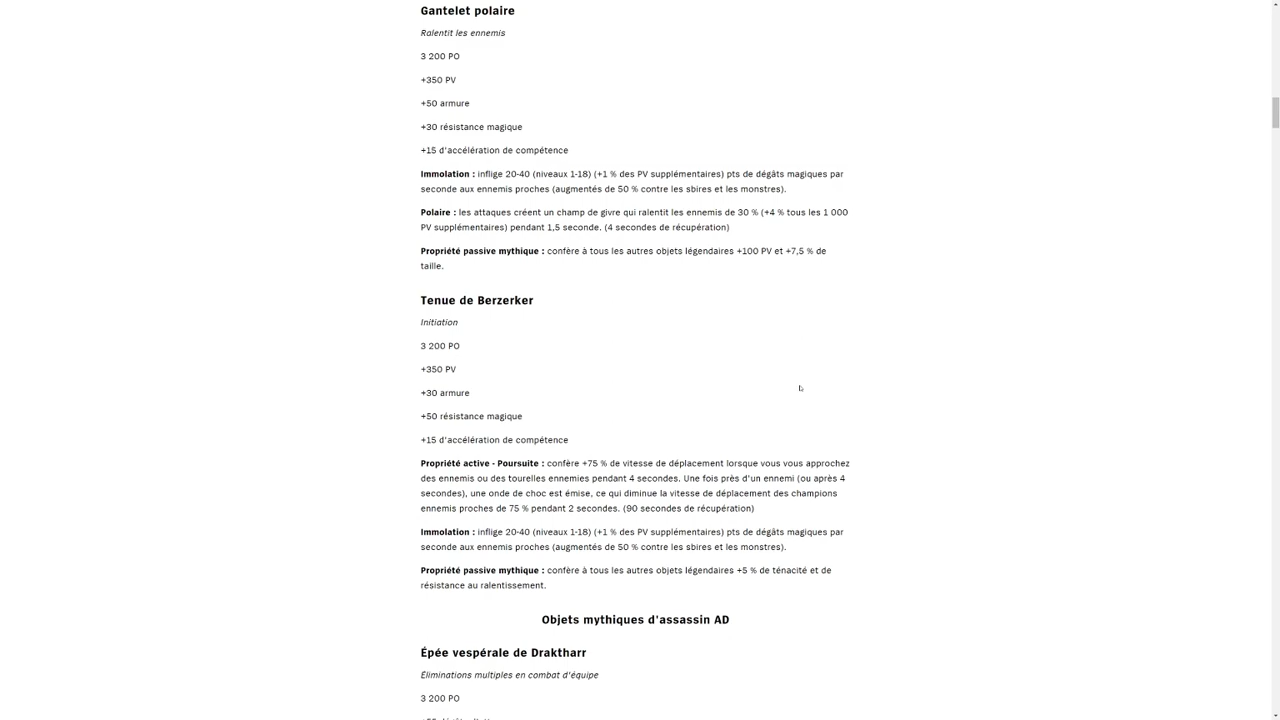 Gantelet polaire
Ralentit les ennemis
3 200 PO
+350 PV
+50 armure
+30 résistance magique
+15 d'accélération de compétence
Immolation : inflige 20-40 (niveaux 1-18) (+1 % des PV supplémentaires) pts de dégâts magiques par
seconde aux ennemis proches (augmentés de 50 % contre les sbires et les monstres).
Polaire : les attaques créent un champ de givre qui ralentit les ennemis de 30 % (+4 % tous les 1 000
PV supplémentaires) pendant 1,5 seconde. (4 secondes de récupération)
Propriété passive mythique : confère à tous les autres objets légendaires +100 PV et +7,5 % de
taille.
Tenue de Berzerker
Initiation
3 200 PO
+350 PV
+30 armure
+50 résistance magique
+15 d'accélération de compétence
Propriété active - Poursuite : confère +75 % de vitesse de déplacement lorsque vous vous approchez
des ennemis ou des tourelles ennemies pendant 4 secondes. Une fois près d'un ennemi (ou après 4
secondes), une onde de choc est émise, ce qui diminue la vitesse de déplacement des champions
ennemis proches de 75 % pendant 2 secondes. (90 secondes de récupération)
Immolation : inflige 20-40 (niveaux 1-18) (+1 % des PV supplémentaires) pts de dégâts magiques par
seconde aux ennemis proches (augmentés de 50 % contre les sbires et les monstres).
Propriété passive mythique : confère à tous les autres objets légendaires +5 % de ténacité et de
résistance au ralentissement.
Objets mythiques d'assassin AD
Épée vespérale de Draktharr
Éliminations multiples en combat d'équipe
3 200 PO